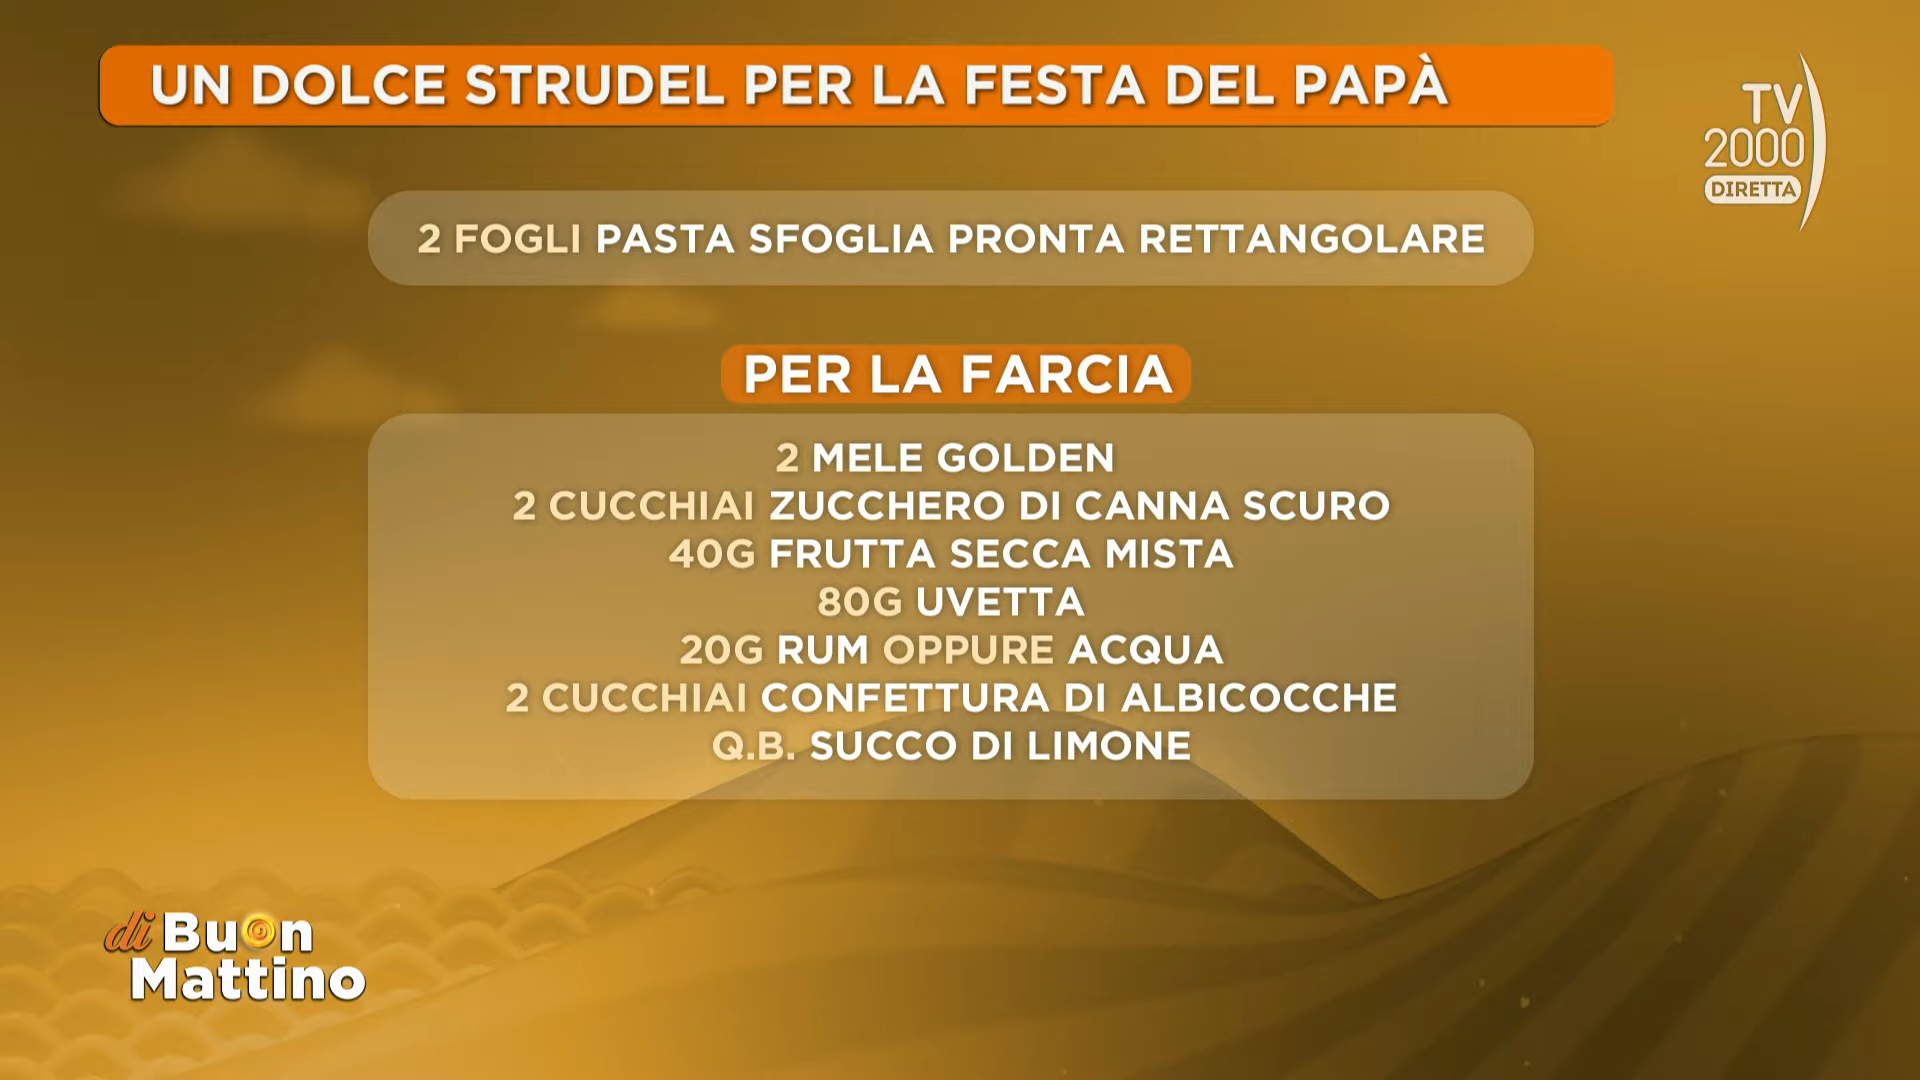 UN DOLCE STRUDEL PER LA FESTA DEL PAPÀ
TV
2000
DIRETTA
2 FOGLI PASTA SFOGLIA PRONTA RETTANGOLARE
PER LA FARCIA
2 MELE GOLDEN
2 CUCCHIAI ZUCCHERO DI CANNA SCURO
40G FRUTTA SECCA MISTA
80G UVETTA
20G RUM OPPURE ACQUA
2 CUCCHIAI CONFETTURA DI ALBICOCCHE
Q.B. SUCCO DI LIMONE
di Buon
Mattino